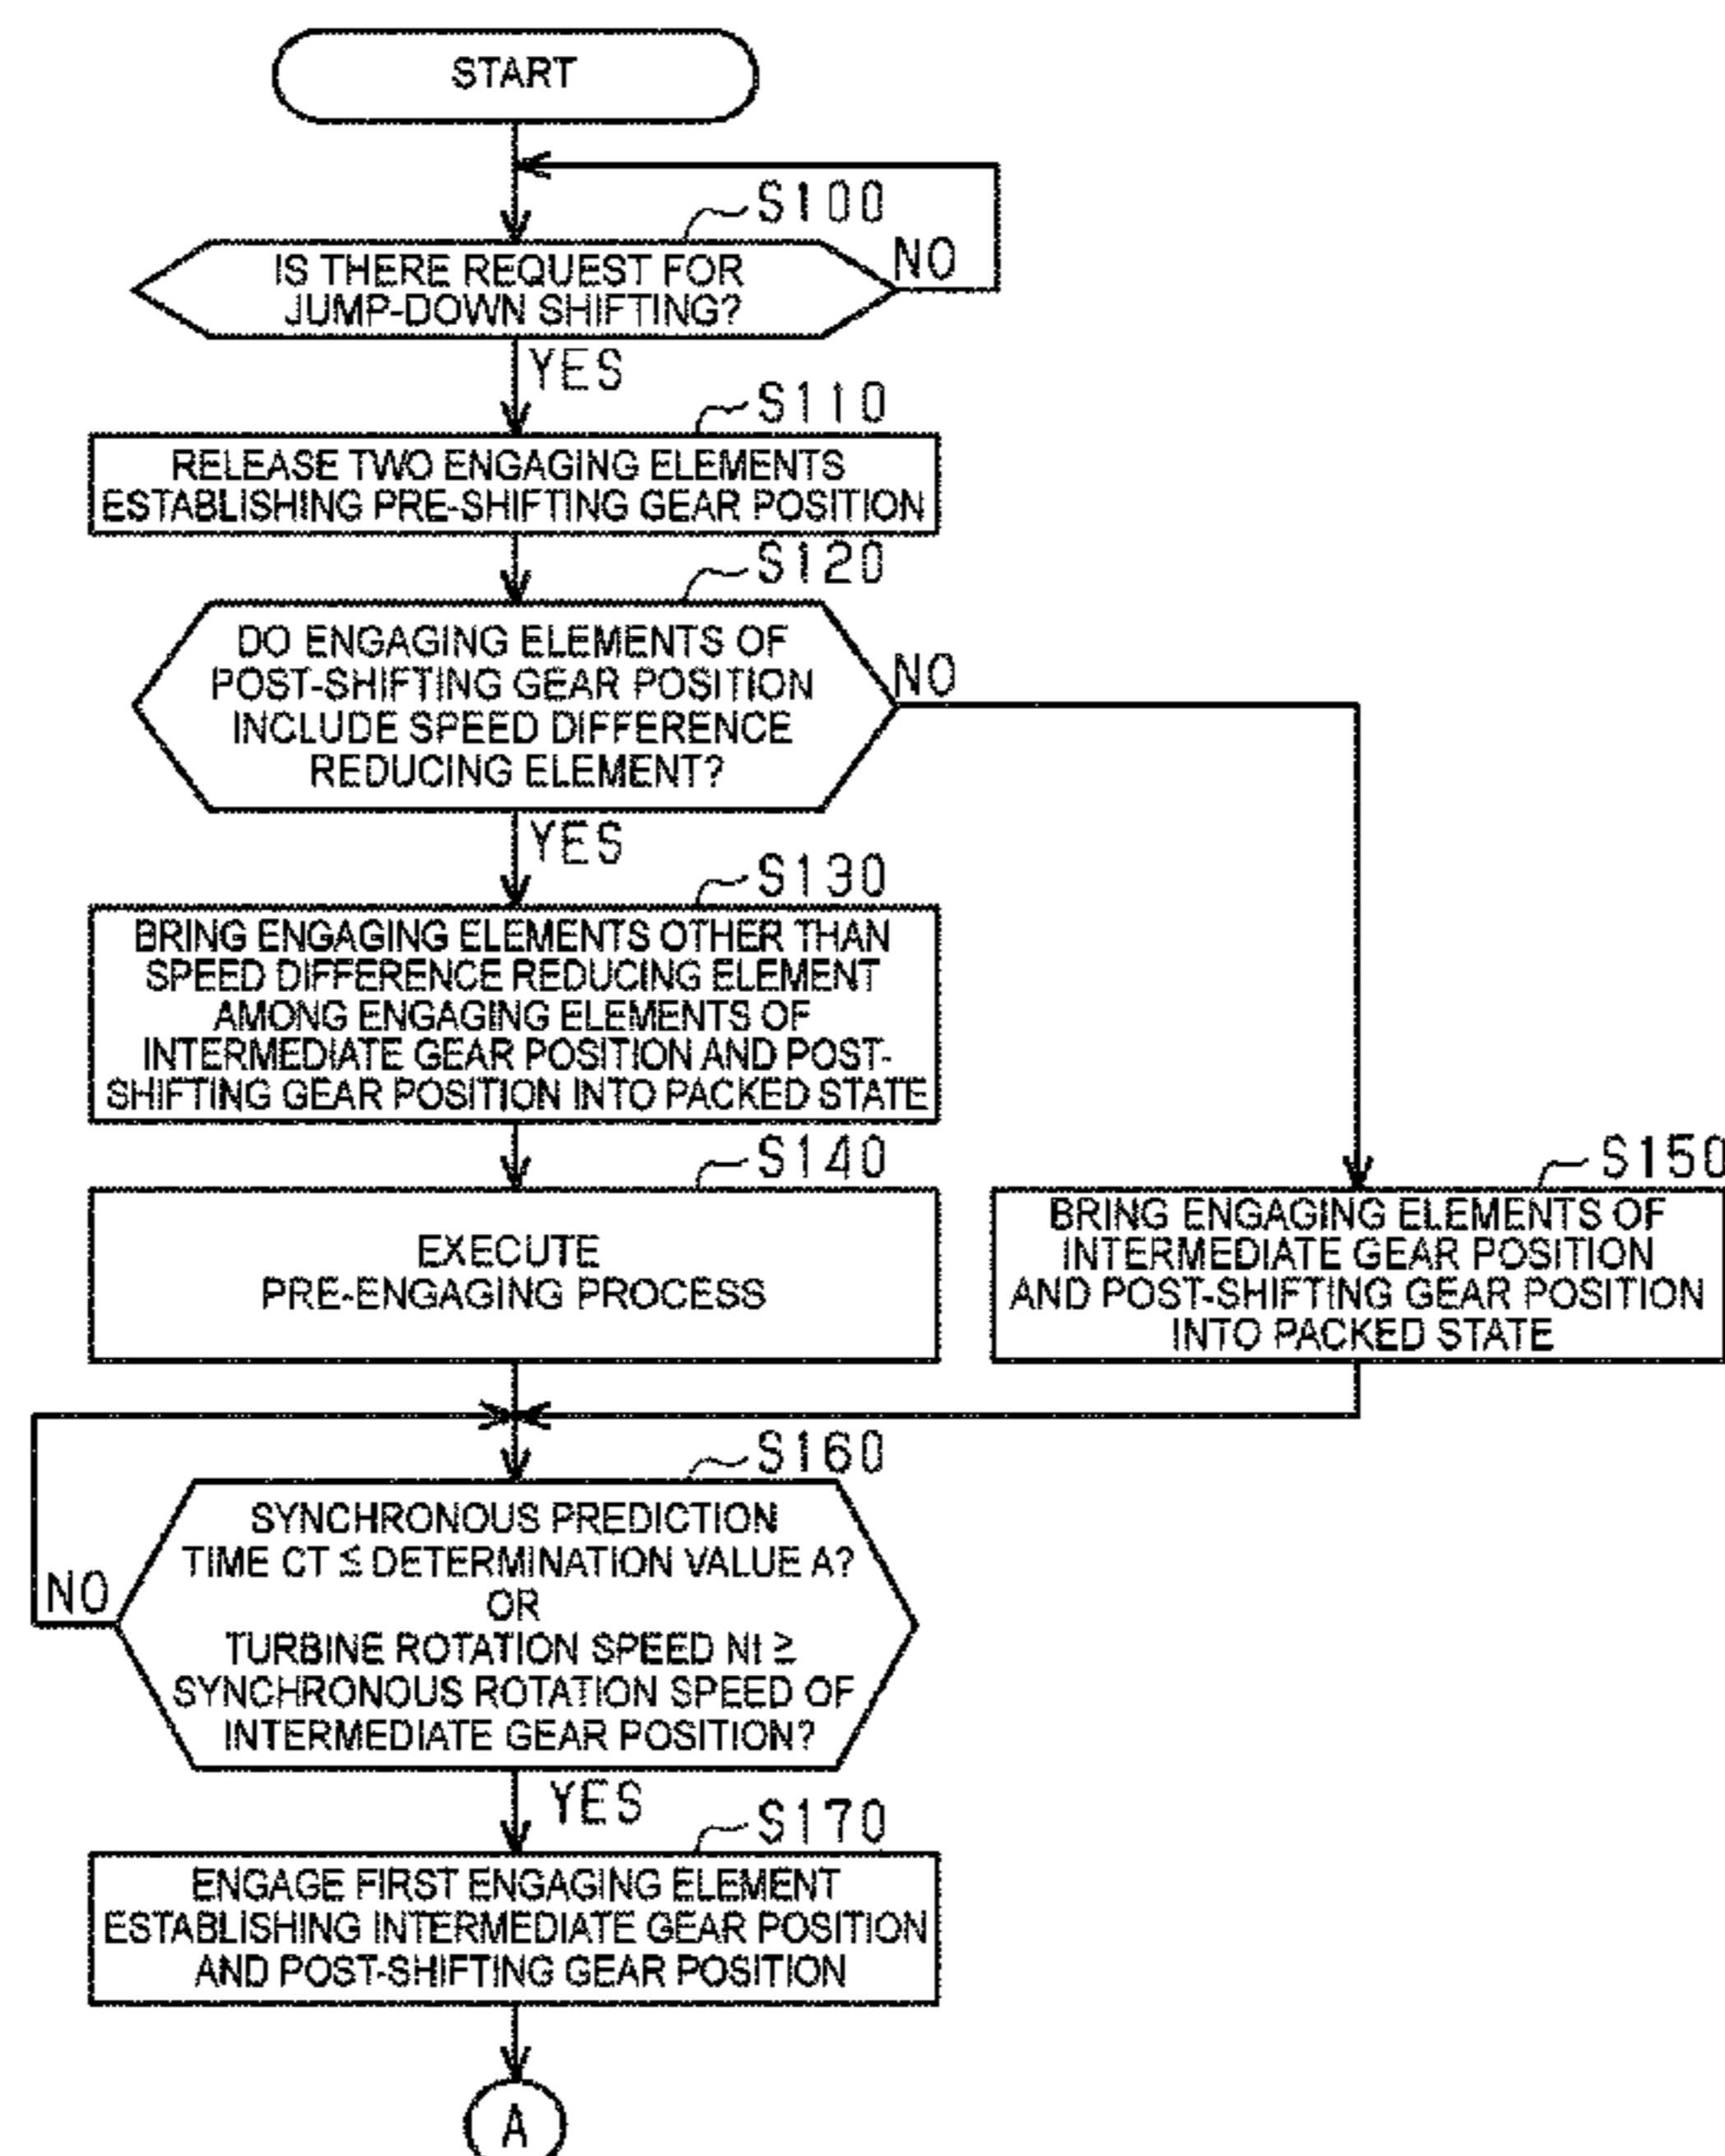 START
S100
IS THERE REQUEST FOR
JUMP-DOWN SHIFTING?
NO
YES
S110
RELEASE TWO ENGAGING ELEMENTS
ESTABLISHING PRE-SHIFTING GEAR POSITION
S120
DO ENGAGING ELEMENTS OF
POST-SHIFTING GEAR POSITION
INCLUDE SPEED DIFFERENCE
REDUCING ELEMENT?
NO
YES
S130
BRING ENGAGING ELEMENTS OTHER THAN
SPEED DIFFERENCE REDUCING ELEMENT
AMONG ENGAGING ELEMENTS OF
INTERMEDIATE GEAR POSITION AND POST-
SHIFTING GEAR POSITION INTO PACKED STATE
S140
EXECUTE
PRE-ENGAGING PROCESS
S150
BRING ENGAGING ELEMENTS OF
INTERMEDIATE GEAR POSITION
AND POST-SHIFTING GEAR POSITION
INTO PACKED STATE
S160
SYNCHRONOUS PREDICTION
TIME CT ≦ DETERMINATION VALUE A?
OR
TURBINE ROTATION SPEED Nt ≧
SYNCHRONOUS ROTATION SPEED OF
INTERMEDIATE GEAR POSITION?
NO
YES
S170
ENGAGE FIRST ENGAGING ELEMENT
ESTABLISHING INTERMEDIATE GEAR POSITION
AND POST-SHIFTING GEAR POSITION
A